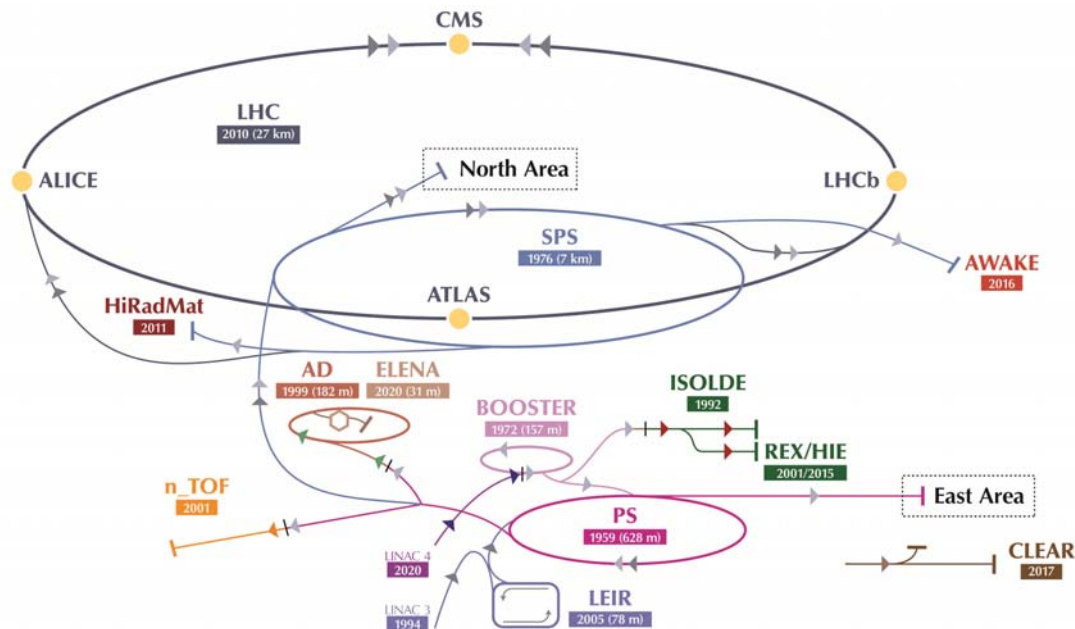 CMS
LHC
2010 (27 km)
North Area
ALICE
LHCb
SPS
1976 (7 km)
AWAKE
2016
ATLAS
HiRadMat
2011
AD
1999 (182 m)
ELENA
2020 (31 m)
ISOLDE
1992
BOOSTER
1972 (157 m)
REX/HIE
2001/2015
n_TOF
2001
East Area
PS
1959 (628 m)
LINAC 4
2020
CLEAR
2017
LINAC 3
1994
LEIR
2005 (78 m)